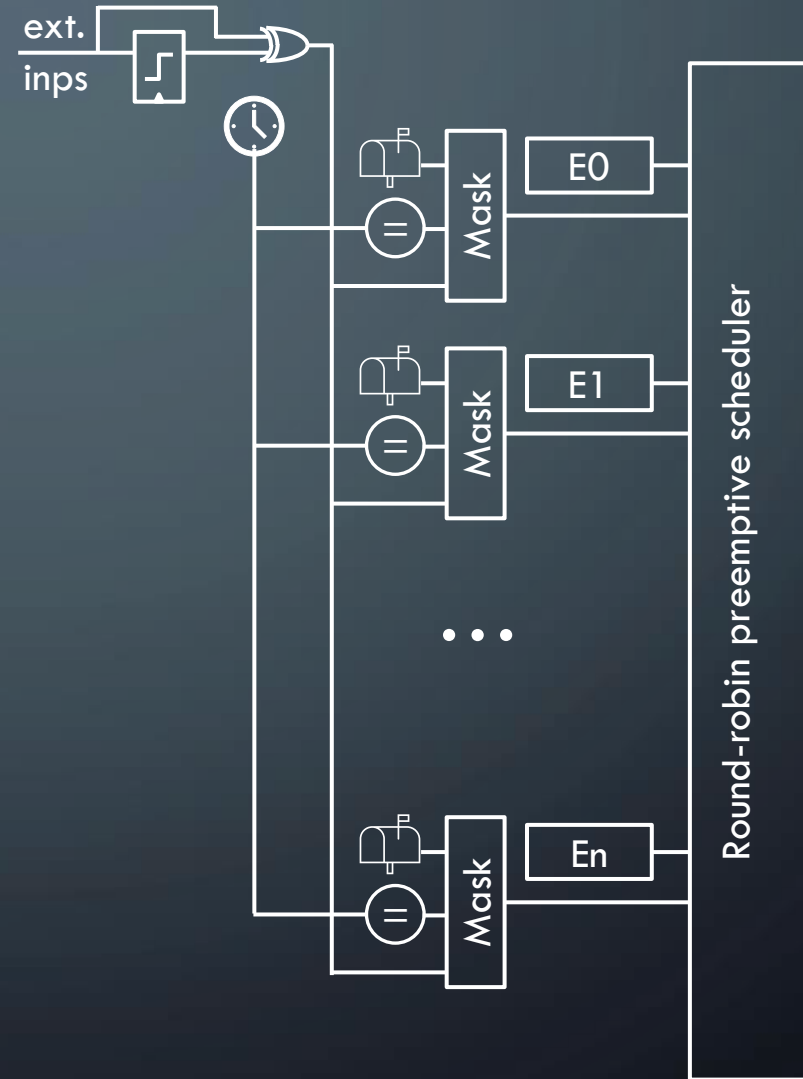 ext.
inps
Mask
E0
=
Mask
E1
=
Round-robin preemptive scheduler
• • •
Mask
En
=